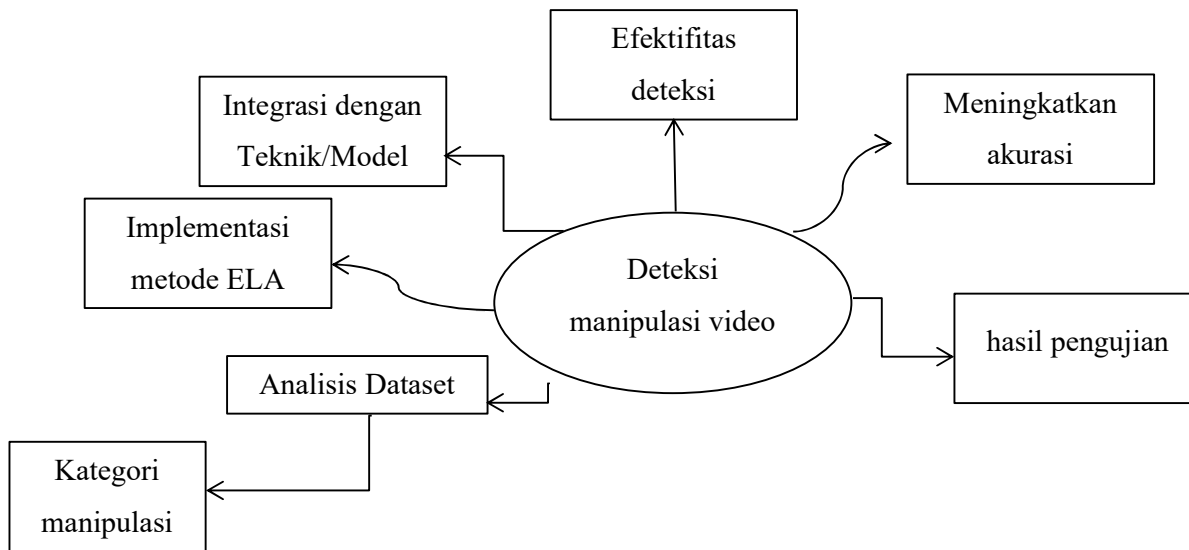 Efektifitas
deteksi
Integrasi dengan
Teknik/Model
Meningkatkan
akurasi
Implementasi
metode ELA
Deteksi
manipulasi video
hasil pengujian
Analisis Dataset
Kategori
manipulasi